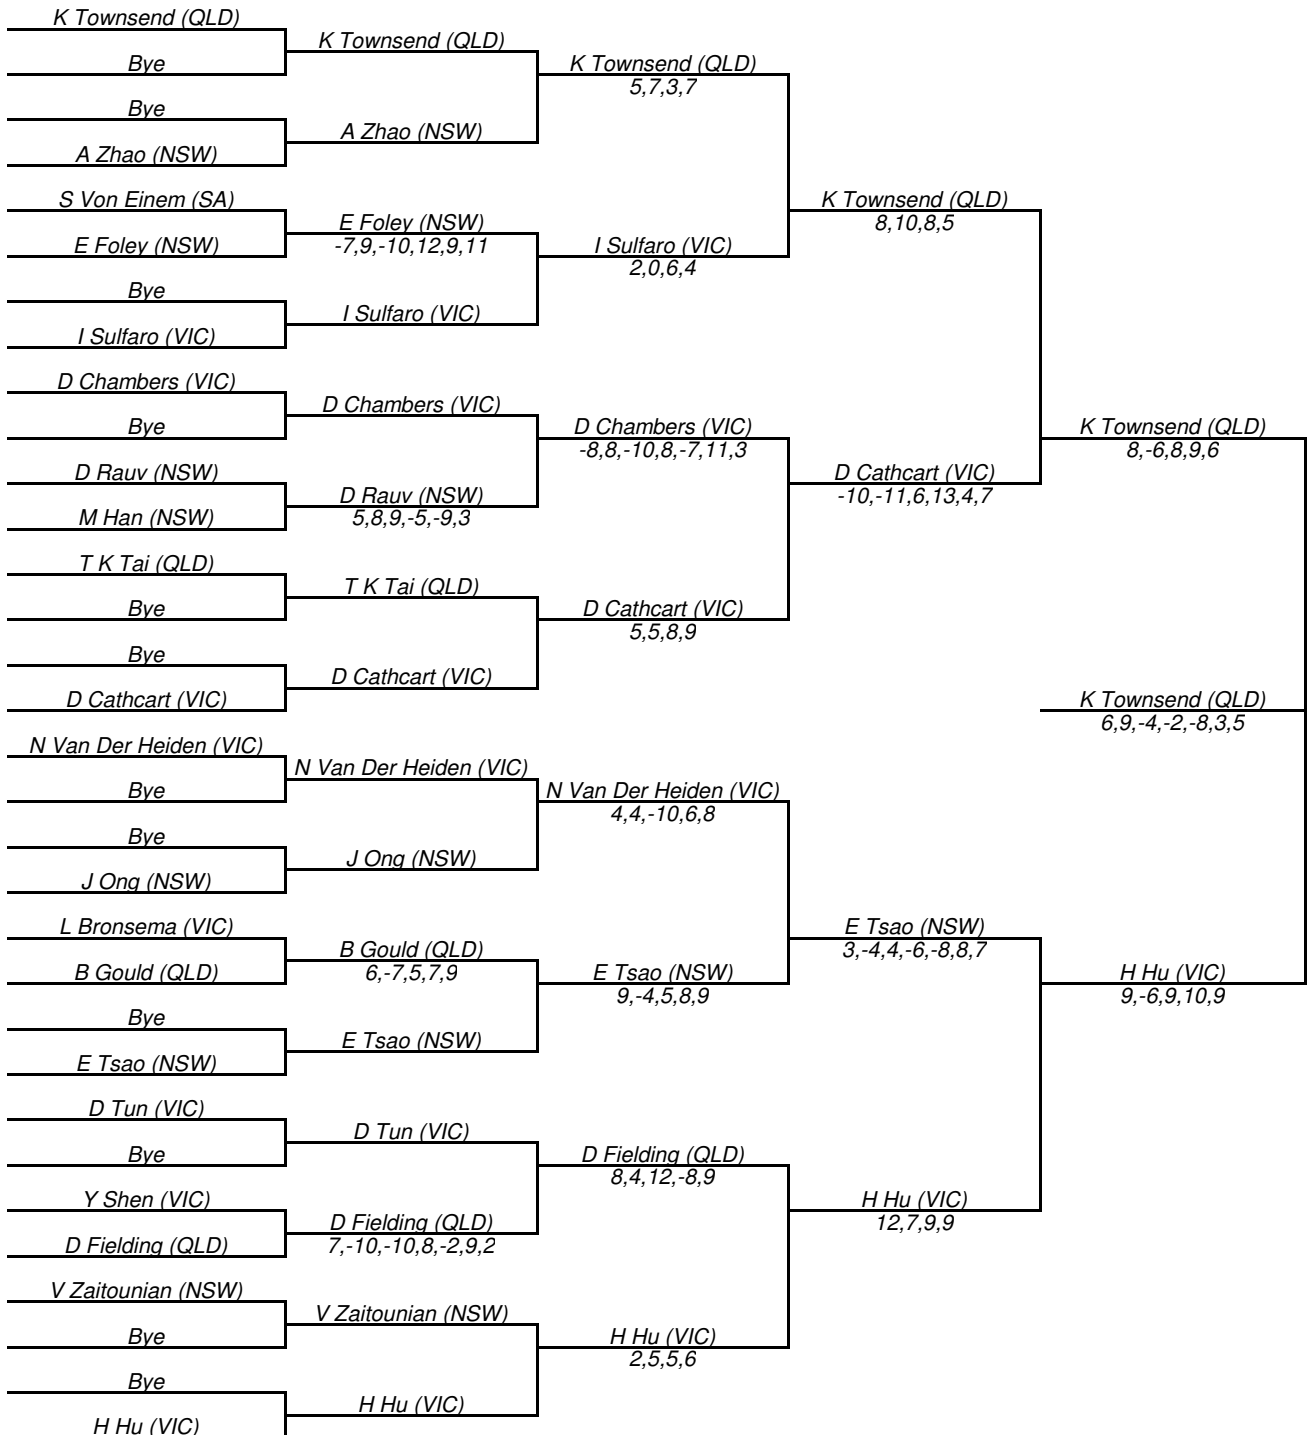 K Townsend (QLD)
Bye
Bye
A Zhao (NSW)
S Von Einem (SA)
E Foley (NSW)
Bye
I Sulfaro (VIC)
D Chambers (VIC)
Bye
D Rauv (NSW)
M Han (NSW)
T K Tai (QLD)
Bye
Bye
D Cathcart (VIC)
N Van Der Heiden (VIC)
Bye
Bye
J Ong (NSW)
L Bronsema (VIC)
B Gould (QLD)
Bye
E Tsao (NSW)
D Tun (VIC)
Bye
Y Shen (VIC)
D Fielding (QLD)
V Zaitounian (NSW)
Bye
Bye
H Hu (VIC)
K Townsend (QLD)
A Zhao (NSW)
E Foley (NSW)
-7,9,-10,12,9,11
I Sulfaro (VIC)
D Chambers (VIC)
D Rauv (NSW)
5,8,9,-5,-9,3
T K Tai (QLD)
D Cathcart (VIC)
N Van Der Heiden (VIC)
J Ong (NSW)
B Gould (QLD)
6,-7,5,7,9
E Tsao (NSW)
D Tun (VIC)
D Fielding (QLD)
7,-10,-10,8,-2,9,2
V Zaitounian (NSW)
H Hu (VIC)
K Townsend (QLD)
5,7,3,7
I Sulfaro (VIC)
2,0,6,4
D Chambers (VIC)
-8,8,-10,8,-7,11,3
D Cathcart (VIC)
5,5,8,9
N Van Der Heiden (VIC)
4,4,-10,6,8
E Tsao (NSW)
9,-4,5,8,9
D Fielding (QLD)
8,4,12,-8,9
H Hu (VIC)
2,5,5,6
K Townsend (QLD)
8,10,8,5
D Cathcart (VIC)
-10,-11,6,13,4,7
E Tsao (NSW)
3,-4,4,-6,-8,8,7
H Hu (VIC)
12,7,9,9
K Townsend (QLD)
8,-6,8,9,6
H Hu (VIC)
9,-6,9,10,9
K Townsend (QLD)
6,9,-4,-2,-8,3,5